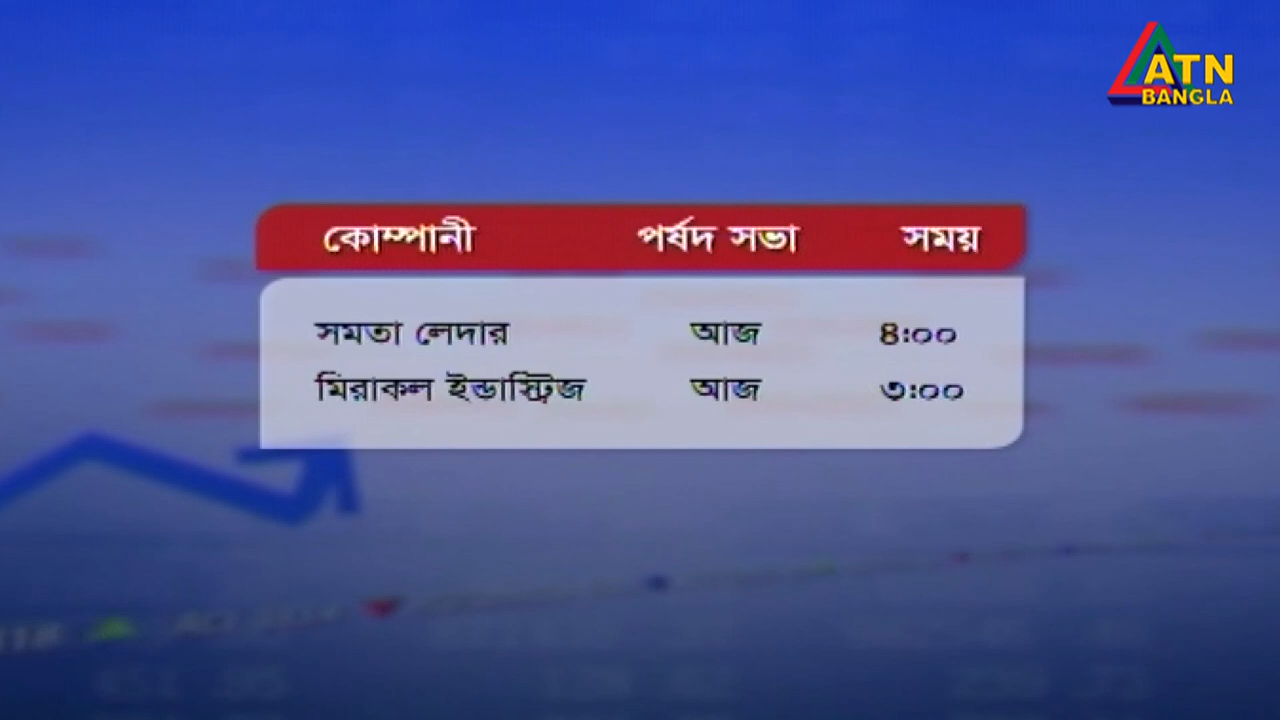 ATN
BANGLA
কোম্পানী পর্ষদ সভা সময়
সমতা লেদার আজ ৪:০০
মিরাকল ইন্ডাস্ট্রিজ আজ ৩:০০